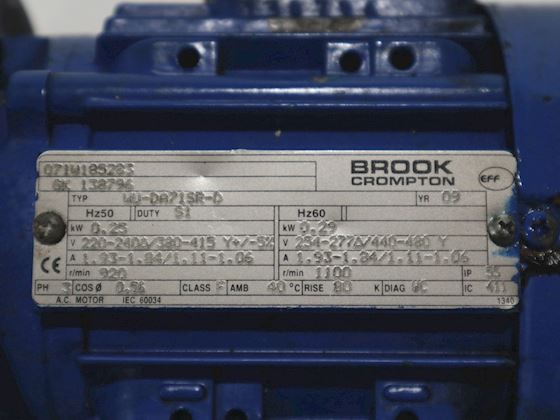 071W185283
GK 138796
BROOK
CROMPTON
EFF
TYP WU-DA71SR-D YR 09
Hz50 DUTY S1 Hz60
kW 0.25 kW 0.29
V 220-240Δ/380-415 Y+/-5% V 254-277Δ/440-480 Y
A 1.93-1.84/1.11-1.06 A 1.93-1.84/1.11-1.06
r/min 920 r/min 1100 IP 55
CE
PH 3 COS Ø 0.56 CLASS F AMB 40 °C RISE 80 K DIAG IC 411
A.C. MOTOR IEC 60034 1340